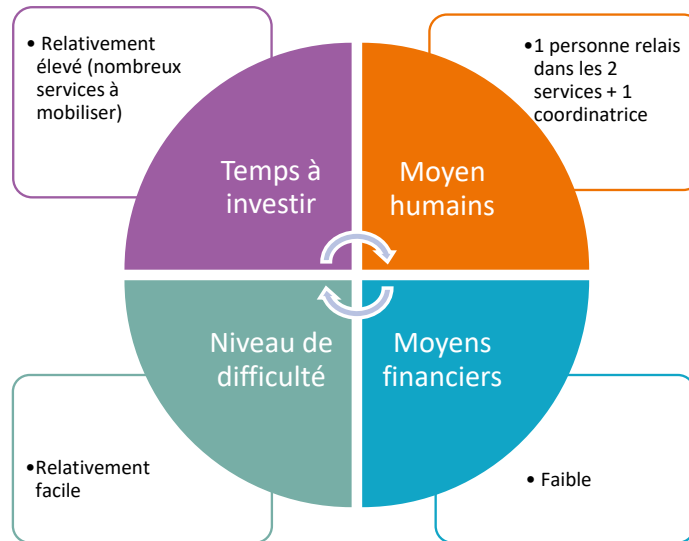 • Relativement
élevé (nombreux
services à
mobiliser)
•1 personne relais
dans les 2
services + 1
coordinatrice
Temps à
investir
Moyen
humains
Niveau de
difficulté
Moyens
financiers
•Relativement
facile
• Faible